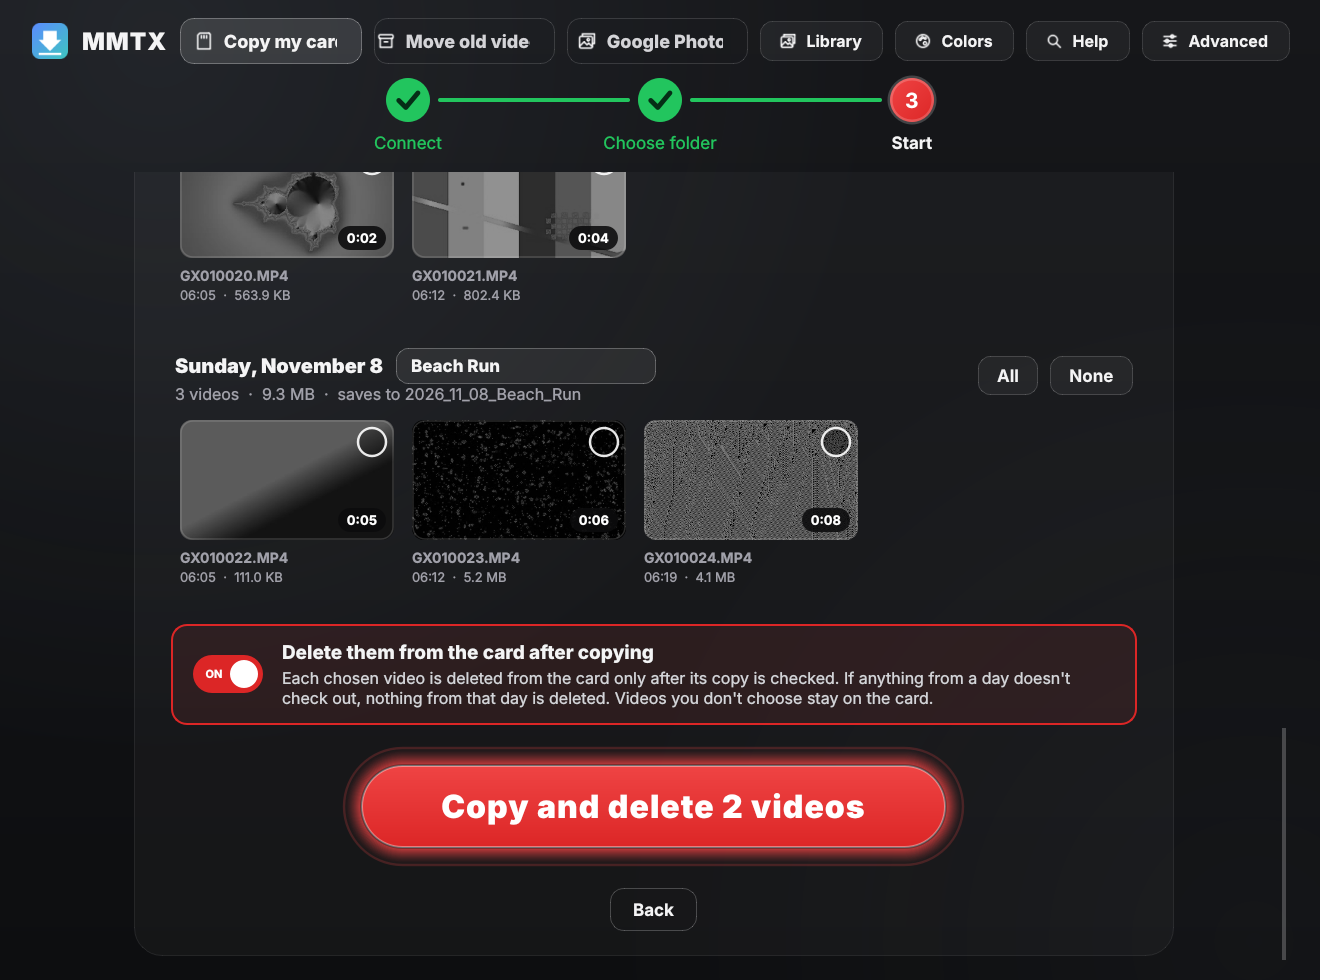 MMTX
Copy my card
Move old vide
Google Photo
Library
Colors
Help
Advanced
3
Connect
Choose folder
Start
0:02
0:04
GX010020.MP4
GX010021.MP4
06:05 · 563.9 KB
06:12 · 802.4 KB
Sunday, November 8
Beach Run
3 videos · 9.3 MB · saves to 2026_11_08_Beach_Run
All
None
0:05
0:06
0:08
GX010022.MP4
GX010023.MP4
GX010024.MP4
06:05 · 111.0 KB
06:12 · 5.2 MB
06:19 · 4.1 MB
ON
Delete them from the card after copying
Each chosen video is deleted from the card only after its copy is checked. If anything from a day doesn't
check out, nothing from that day is deleted. Videos you don't choose stay on the card.
Copy and delete 2 videos
Back